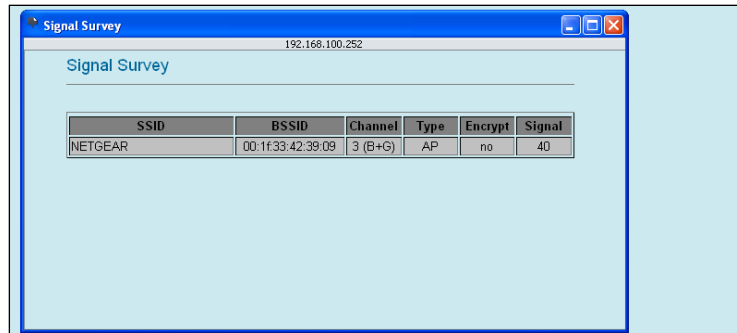 Signal Survey
192.168.100.252
Signal Survey
SSID BSSID Channel Type Encrypt Signal
NETGEAR 00:1f:33:42:39:09 3 (B+G) AP no 40